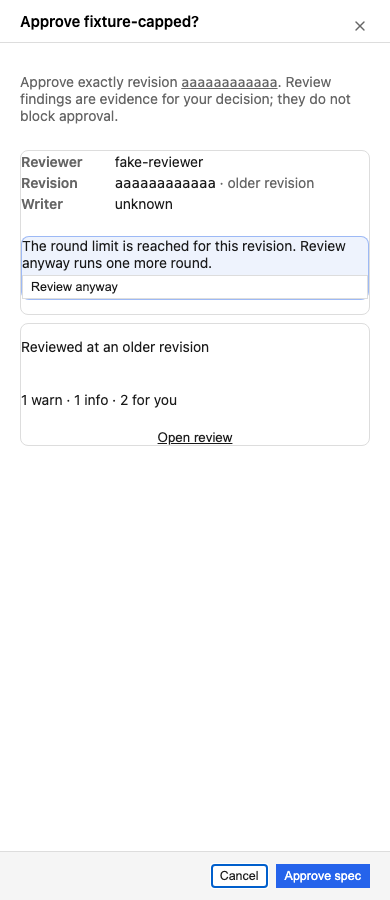 Approve fixture-capped?
Approve exactly revision aaaaaaaaaaaa. Review
findings are evidence for your decision; they do not
block approval.
Reviewer fake-reviewer
Revision aaaaaaaaaaaa · older revision
Writer unknown
The round limit is reached for this revision. Review
anyway runs one more round.
Review anyway
Reviewed at an older revision
1 warn · 1 info · 2 for you
Open review
Cancel Approve spec